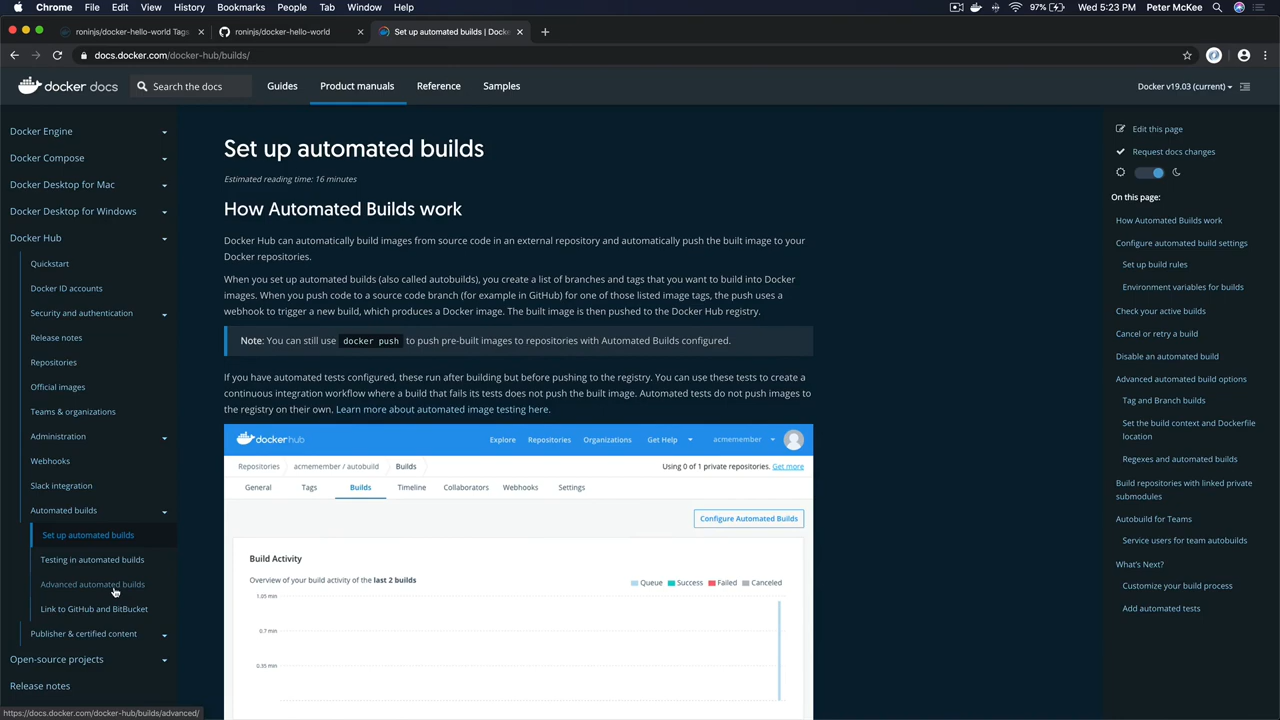 Chrome File Edit View History Bookmarks People Tab Window Help 97% Wed 5:23 PM Peter McKee
roninjs/docker-hello-world Tags
roninjs/docker-hello-world
Set up automated builds | Doc
docs.docker.com/docker-hub/builds/
docker docs
Search the docs
Guides
Product manuals
Reference
Samples
Docker v19.03 (current)
Docker Engine
Docker Compose
Docker Desktop for Mac
Docker Desktop for Windows
Docker Hub
Quickstart
Docker ID accounts
Security and authentication
Release notes
Repositories
Official images
Teams & organizations
Administration
Webhooks
Slack integration
Automated builds
Set up automated builds
Testing in automated builds
Advanced automated builds
Link to GitHub and BitBucket
Publisher & certified content
Open-source projects
Release notes
https://docs.docker.com/docker-hub/builds/advanced/
Set up automated builds
Estimated reading time: 16 minutes
How Automated Builds work
Docker Hub can automatically build images from source code in an external repository and automatically push the built image to your
Docker repositories.
When you set up automated builds (also called autobuilds), you create a list of branches and tags that you want to build into Docker
images. When you push code to a source code branch (for example in GitHub) for one of those listed image tags, the push uses a
webhook to trigger a new build, which produces a Docker image. The built image is then pushed to the Docker Hub registry.
Note: You can still use docker push to push pre-built images to repositories with Automated Builds configured.
If you have automated tests configured, these run after building but before pushing to the registry. You can use these tests to create a
continuous integration workflow where a build that fails its tests does not push the built image. Automated tests do not push images to
the registry on their own. Learn more about automated image testing here.
docker hub
Explore Repositories Organizations Get Help acmemember
Repositories acmemember / autobuild Builds
Using 0 of 1 private repositories. Get more
General Tags Builds Timeline Collaborators Webhooks Settings
Configure Automated Builds
Build Activity
Overview of your build activity of the last 2 builds
Queue Success Failed Canceled
1.05 min
0.7 min
0.35 min
Edit this page
Request docs changes
On this page:
How Automated Builds work
Configure automated build settings
Set up build rules
Environment variables for builds
Check your active builds
Cancel or retry a build
Disable an automated build
Advanced automated build options
Tag and Branch builds
Set the build context and Dockerfile
location
Regexes and automated builds
Build repositories with linked private
submodules
Autobuild for Teams
Service users for team autobuilds
What's Next?
Customize your build process
Add automated tests